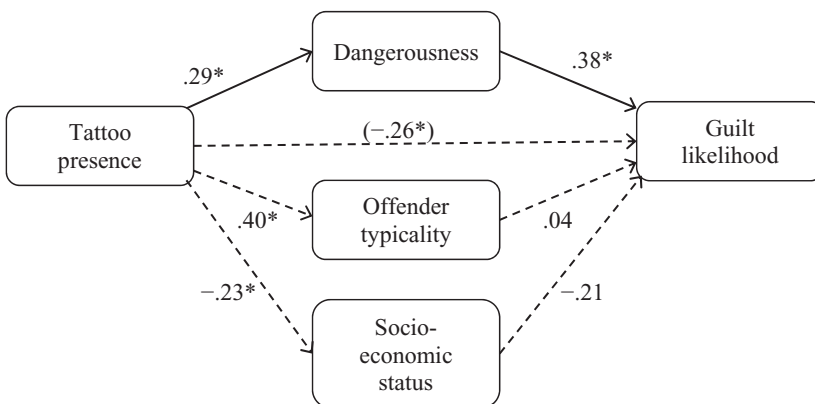 Dangerousness
.29*
.38*
Tattoo
presence
(−.26*)
Guilt
likelihood
.40*
Offender
typicality
.04
−.23*
Socio-
economic
status
−.21